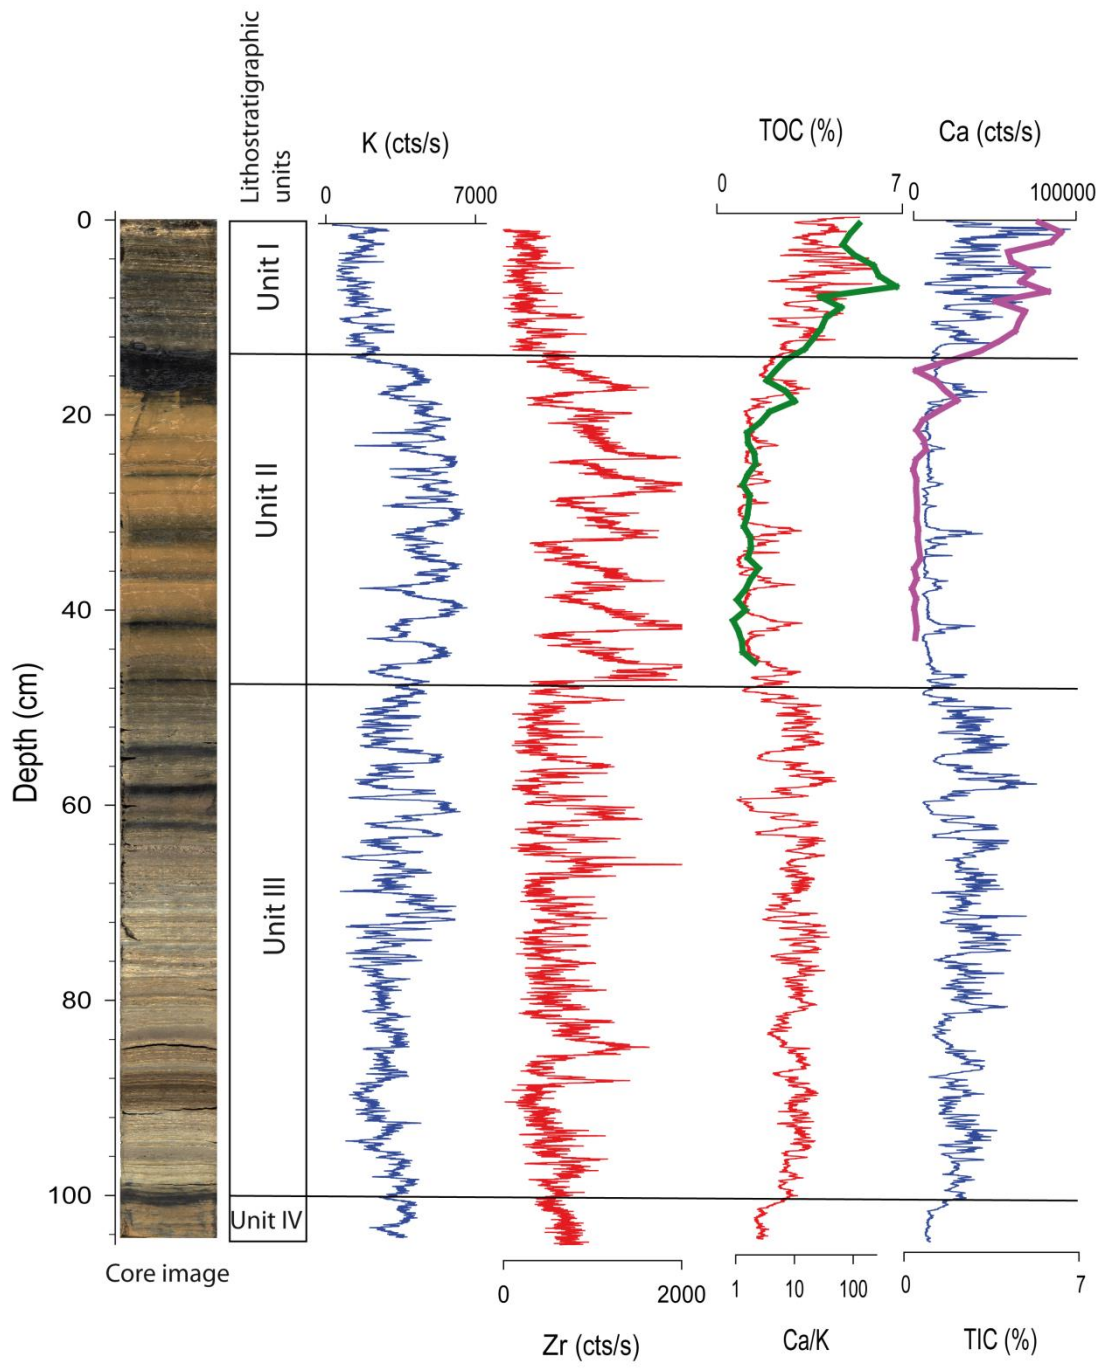 Lithostratigraphic
units
K (cts/s)
0 7000
TOC (%)
0 7
Ca (cts/s)
0 100000
Depth (cm)
0
20
40
60
80
100
Unit I
Unit II
Unit III
Unit IV
Core image
0 2000
Zr (cts/s)
1 10 100
Ca/K
0 7
TIC (%)